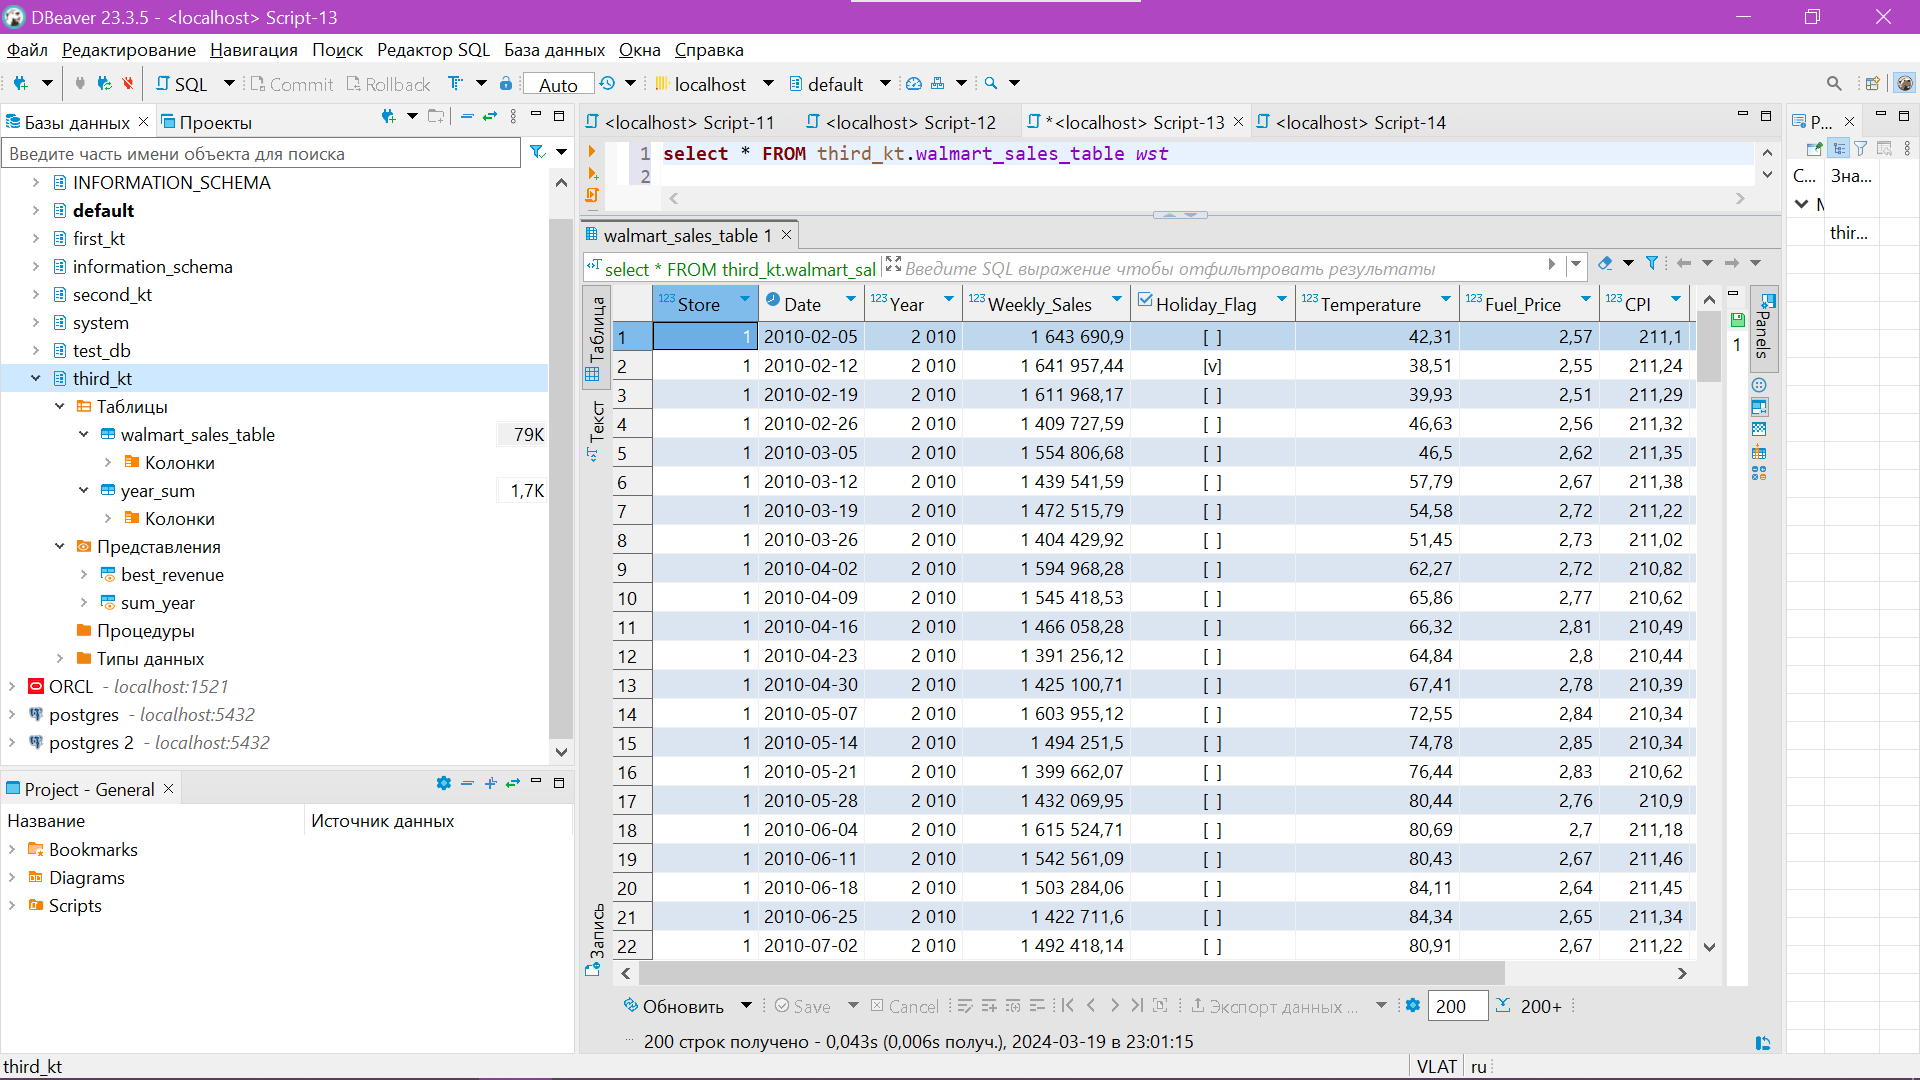 DBeaver 23.3.5 - <localhost> Script-13
Файл Редактирование Навигация Поиск Редактор SQL База данных Окна Справка
SQL Commit Rollback Auto localhost default
Базы данных Проекты
Введите часть имени объекта для поиска
INFORMATION_SCHEMA
default
first_kt
information_schema
second_kt
system
test_db
third_kt
Таблицы
walmart_sales_table 79K
Колонки
year_sum 1,7K
Колонки
Представления
best_revenue
sum_year
Процедуры
Типы данных
ORCL - localhost:1521
postgres - localhost:5432
postgres 2 - localhost:5432
Project - General
Название Источник данных
Bookmarks
Diagrams
Scripts
<localhost> Script-11 <localhost> Script-12 *<localhost> Script-13 <localhost> Script-14
1 select * FROM third_kt.walmart_sales_table wst
2
walmart_sales_table 1
select * FROM third_kt.walmart_sal Введите SQL выражение чтобы отфильтровать результаты
Таблица
Текст
Запись
123 Store Date 123 Year 123 Weekly_Sales Holiday_Flag 123 Temperature 123 Fuel_Price 123 CPI
1 1 2010-02-05 2 010 1 643 690,9 [ ] 42,31 2,57 211,1
2 1 2010-02-12 2 010 1 641 957,44 [v] 38,51 2,55 211,24
3 1 2010-02-19 2 010 1 611 968,17 [ ] 39,93 2,51 211,29
4 1 2010-02-26 2 010 1 409 727,59 [ ] 46,63 2,56 211,32
5 1 2010-03-05 2 010 1 554 806,68 [ ] 46,5 2,62 211,35
6 1 2010-03-12 2 010 1 439 541,59 [ ] 57,79 2,67 211,38
7 1 2010-03-19 2 010 1 472 515,79 [ ] 54,58 2,72 211,22
8 1 2010-03-26 2 010 1 404 429,92 [ ] 51,45 2,73 211,02
9 1 2010-04-02 2 010 1 594 968,28 [ ] 62,27 2,72 210,82
10 1 2010-04-09 2 010 1 545 418,53 [ ] 65,86 2,77 210,62
11 1 2010-04-16 2 010 1 466 058,28 [ ] 66,32 2,81 210,49
12 1 2010-04-23 2 010 1 391 256,12 [ ] 64,84 2,8 210,44
13 1 2010-04-30 2 010 1 425 100,71 [ ] 67,41 2,78 210,39
14 1 2010-05-07 2 010 1 603 955,12 [ ] 72,55 2,84 210,34
15 1 2010-05-14 2 010 1 494 251,5 [ ] 74,78 2,85 210,34
16 1 2010-05-21 2 010 1 399 662,07 [ ] 76,44 2,83 210,62
17 1 2010-05-28 2 010 1 432 069,95 [ ] 80,44 2,76 210,9
18 1 2010-06-04 2 010 1 615 524,71 [ ] 80,69 2,7 211,18
19 1 2010-06-11 2 010 1 542 561,09 [ ] 80,43 2,67 211,46
20 1 2010-06-18 2 010 1 503 284,06 [ ] 84,11 2,64 211,45
21 1 2010-06-25 2 010 1 422 711,6 [ ] 84,34 2,65 211,34
22 1 2010-07-02 2 010 1 492 418,14 [ ] 80,91 2,67 211,22
1
Panels
Обновить Save Cancel Экспорт данных ... 200 200+
200 строк получено - 0,043s (0,006s получ.), 2024-03-19 в 23:01:15
P...
С... Зна...
thir...
third_kt VLAT ru